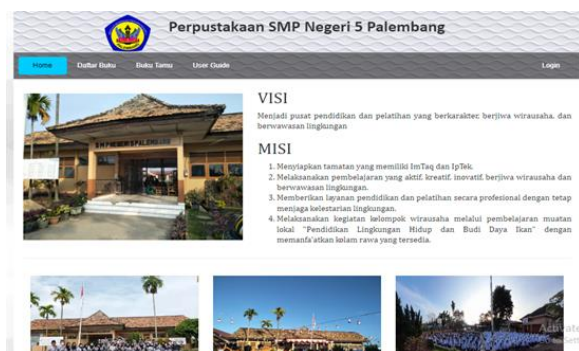 Perpustakaan SMP Negeri 5 Palembang
Home Daftar Buku Buku Tamu User Guide Login
VISI
Menjadi pusat pendidikan dan pelatihan yang berkarakter, berjiwa wirausaha, dan
berwawasan lingkungan
MISI
1. Menyiapkan tamatan yang memiliki ImTaq dan IpTek.
2. Melaksanakan pembelajaran yang aktif, kreatif, inovatif, berjiwa wirausaha dan
berwawasan lingkungan.
3. Memberikan layanan pendidikan dan pelatihan secara profesional dengan tetap
menjaga kelestarian lingkungan.
4. Melaksanakan kegiatan kelompok wirausaha melalui pembelajaran muatan
lokal "Pendidikan Lingkungan Hidup dan Budi Daya Ikan" dengan
memanfa'atkan kolam rawa yang tersedia.